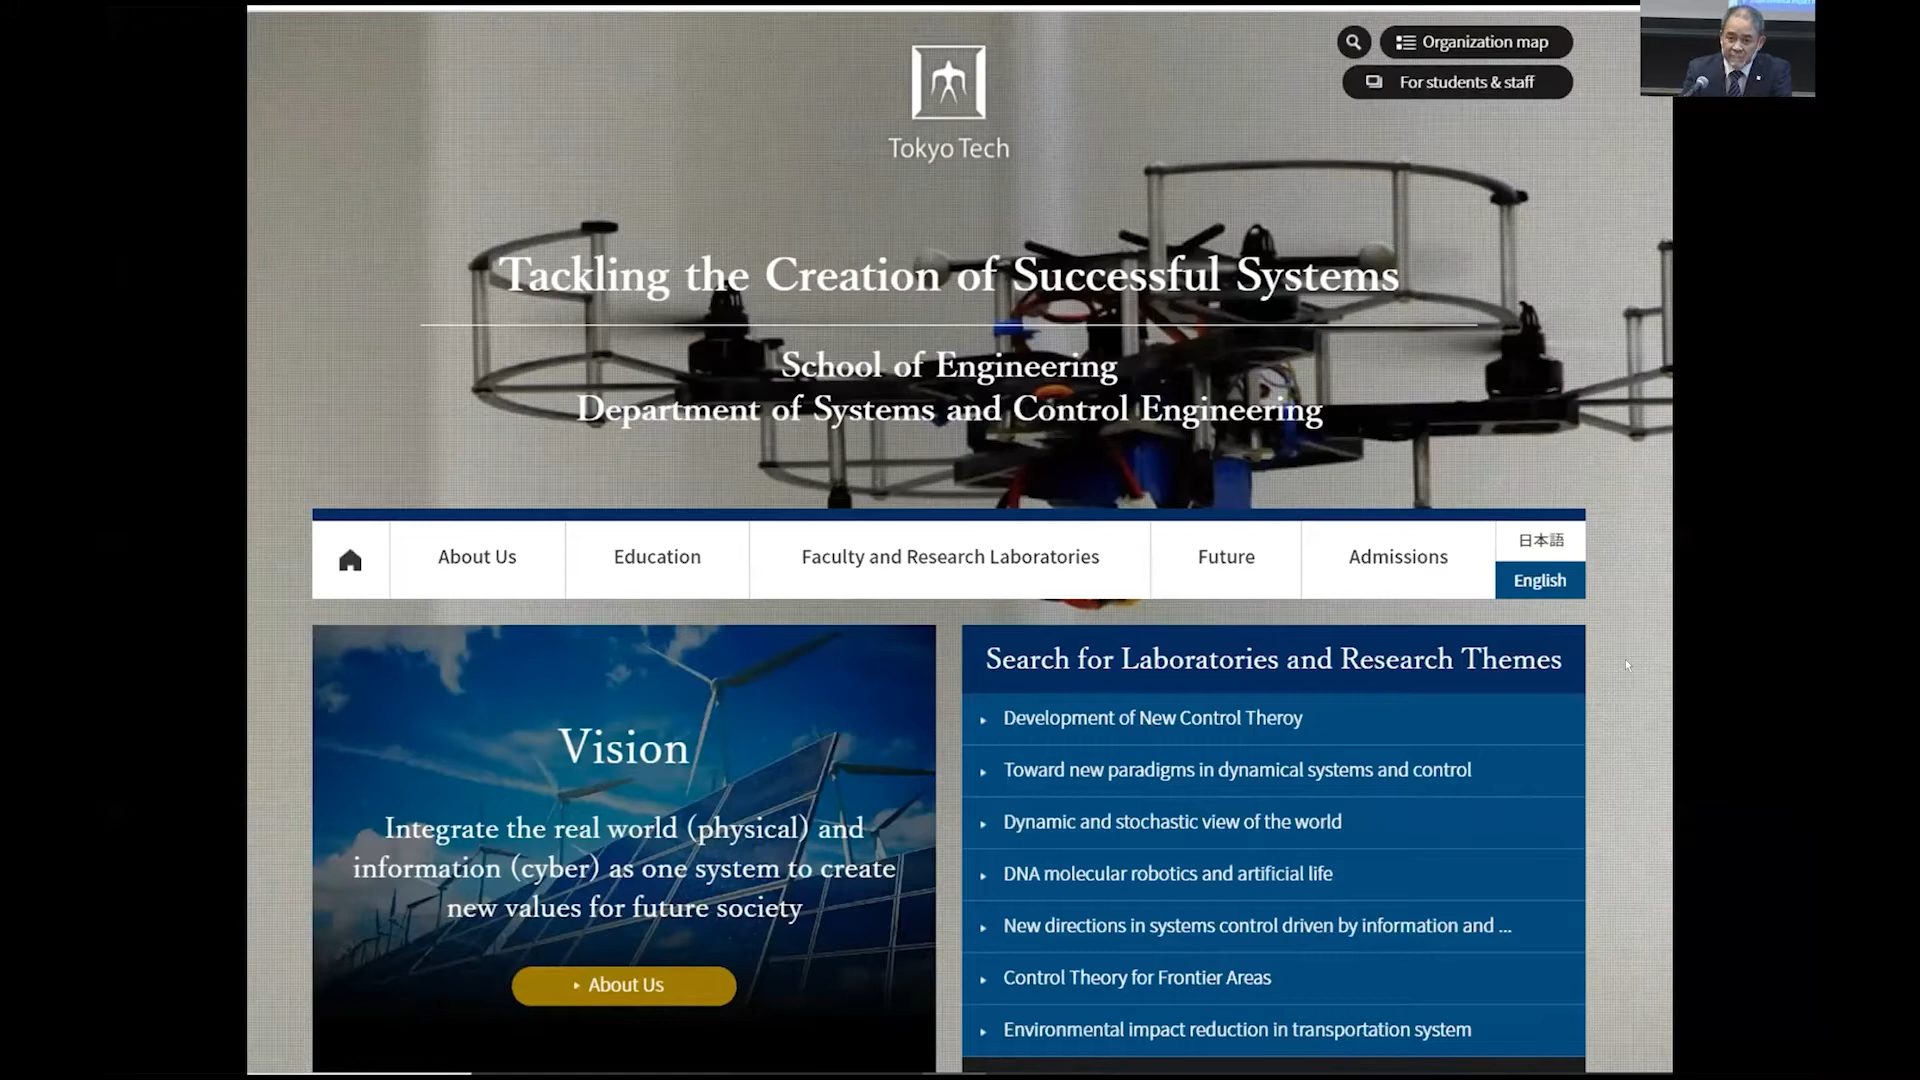 Organization map
For students & staff
Tokyo Tech
Tackling the Creation of Successful Systems
School of Engineering
Department of Systems and Control Engineering
About Us
Education
Faculty and Research Laboratories
Future
Admissions
日本語
English
Vision
Integrate the real world (physical) and
information (cyber) as one system to create
new values for future society
About Us
Search for Laboratories and Research Themes
Development of New Control Theroy
Toward new paradigms in dynamical systems and control
Dynamic and stochastic view of the world
DNA molecular robotics and artificial life
New directions in systems control driven by information and ...
Control Theory for Frontier Areas
Environmental impact reduction in transportation system